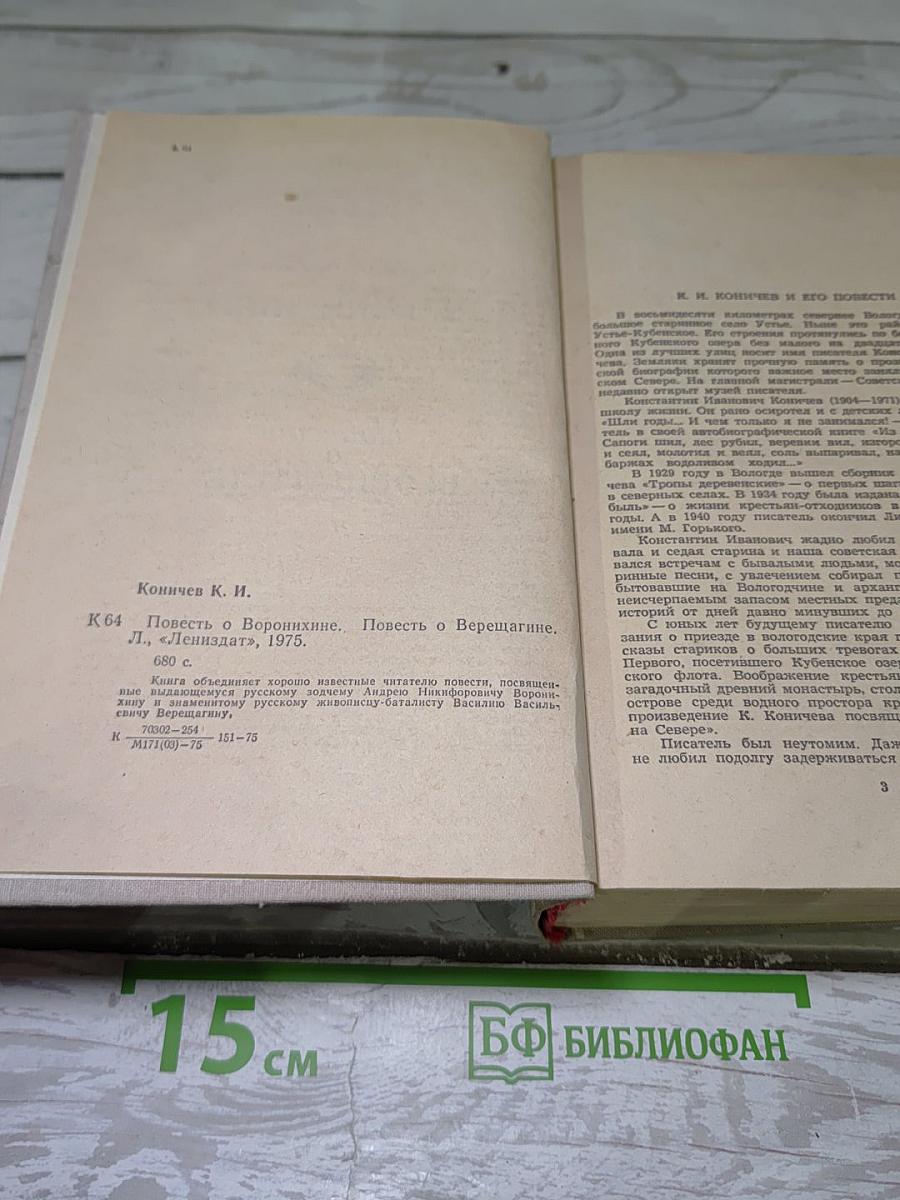 Коничев К. И.
К 64 Повесть о Воронихине. Повесть о Верещагине.
Л., «Лениздат», 1975.
680 с.
Книга объединяет хорошо известные читателю повести, посвящен-
ные выдающемуся русскому зодчему Андрею Никифоровичу Ворони-
хину и знаменитому русскому живописцу-баталисту Василию Василь-
евичу Верещагину.
К 70302—254 151—75
М171(03)—75
К. И. КОНИЧЕВ И ЕГО ПОВЕСТИ
В восьмидесяти километрах севернее Волог
большое старинное село Устье. Ныне это рай
Устье-Кубенское. Его строения протянулись по б
ного Кубенского озера без малого на двадцат
Одна из лучших улиц носит имя писателя Кон
чева. Земляки хранят прочную память о проз
ской биографии которого важное место занял
ском Севере. На главной магистрали — Советс
недавно открыт музей писателя.
Константин Иванович Коничев (1904—1971)
школу жизни. Он рано осиротел и с детских
«Шли годы... И чем только я не занимался! —
тель в своей автобиографической книге «Из
Сапоги шил, лес рубил, веревки вил, изгоро
и сеял, молотил и веял, соль выпаривал, на
баржах водоливом ходил...»
В 1929 году в Вологде вышел сборник
чева «Тропы деревенские» — о первых шаг
в северных селах. В 1934 году была издана
быль» — о жизни крестьян-отходников в
годы. А в 1940 году писатель окончил Ли
имени М. Горького.
Константин Иванович жадно любил
вала и седая старина и наша советская
вался встречам с бывалыми людьми, мо
ринные песни, с увлечением собирал п
бытовавшие на Вологодчине и арханг
неисчерпаемым запасом местных преда
историй от дней давно минувших до
С юных лет будущему писателю
зания о приезде в вологодские края г
сказы стариков о больших тревогах
Первого, посетившего Кубенское озер
ского флота. Воображение крестьян
загадочный древний монастырь, стол
острове среди водного простора кр
произведение К. Коничева посвящ
на Севере».
Писатель был неутомим. Даж
не любил подолгу задерживаться
3
15 см
БФ БИБЛИОФАН